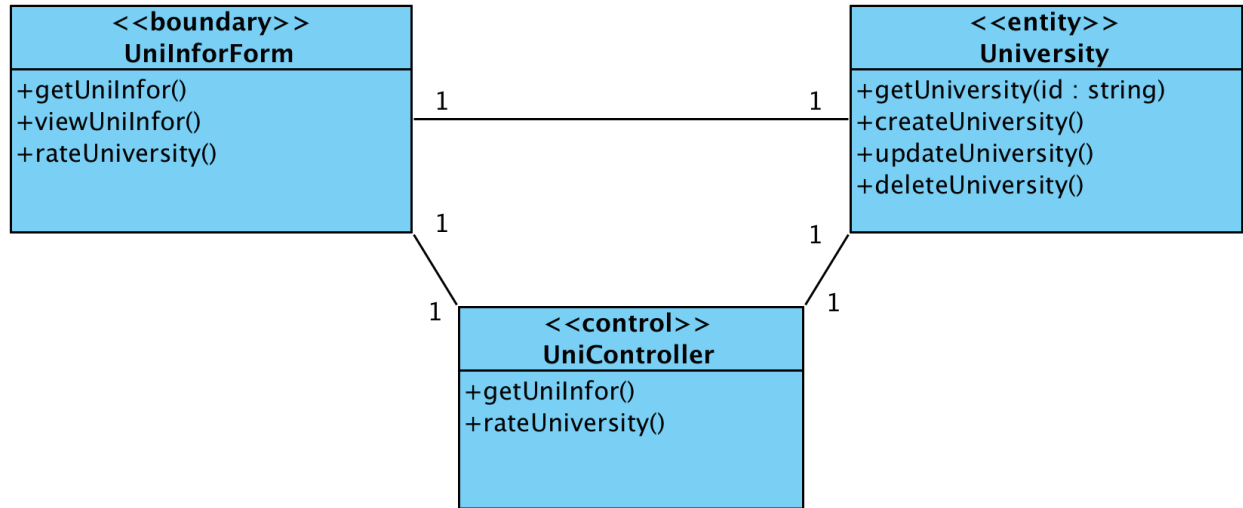 <<boundary>>
UniInforForm
+getUniInfor()
+viewUniInfor()
+rateUniversity()
1
1
<<entity>>
University
+getUniversity(id : string)
+createUniversity()
+updateUniversity()
+deleteUniversity()
1
1
1
1
<<control>>
UniController
+getUniInfor()
+rateUniversity()